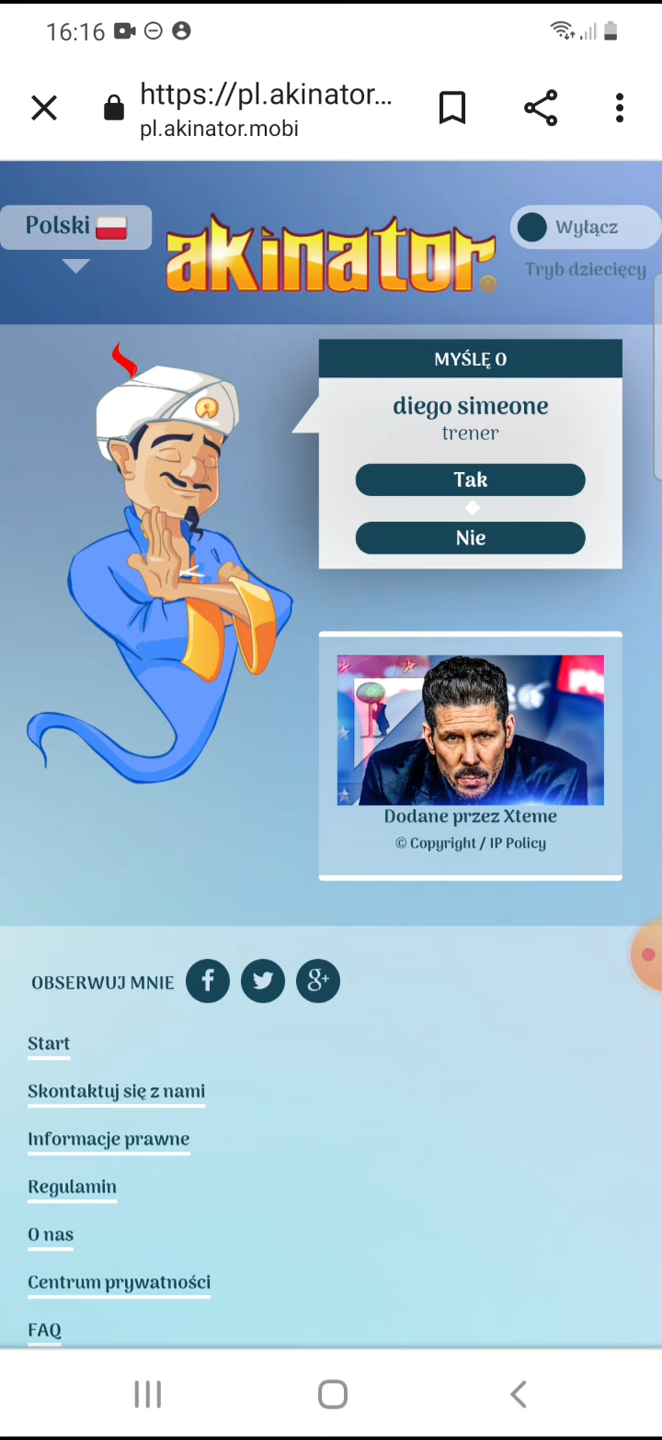 16:16
https://pl.akinator...
pl.akinator.mobi
Polski
akinator®
Wyłącz
Tryb dziecięcy
MYŚLĘ O
diego simeone
trener
Tak
Nie
Dodane przez Xteme
© Copyright / IP Policy
OBSERWUJ MNIE
Start
Skontaktuj się z nami
Informacje prawne
Regulamin
O nas
Centrum prywatności
FAQ